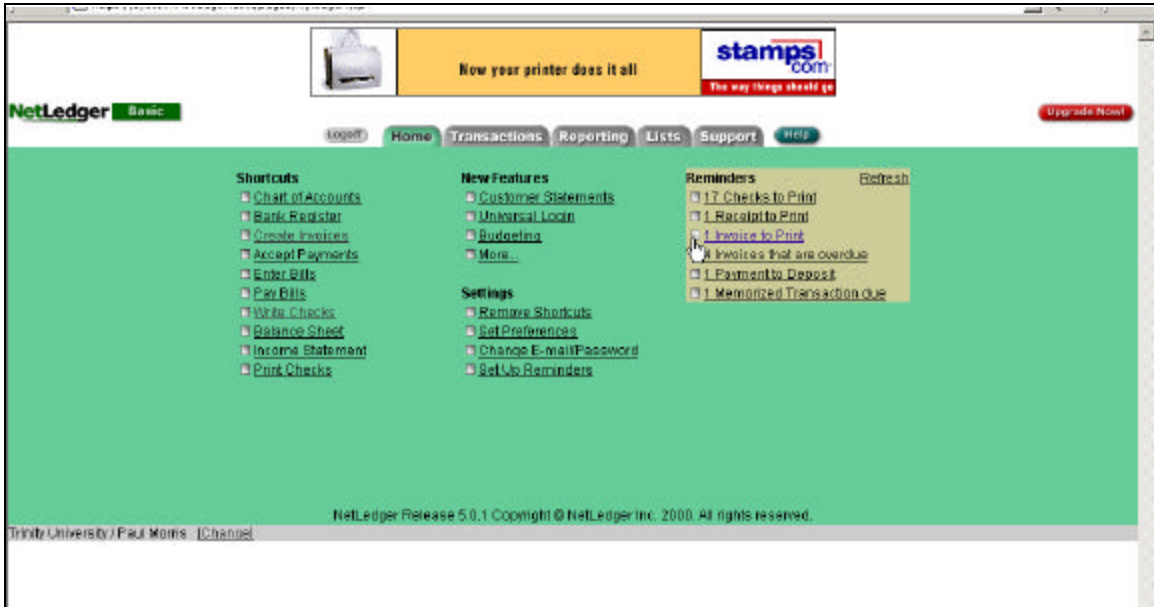 Now your printer does it all
stamps.com
The way things should go
NetLedger Basic
Upgrade Now!
Logoff Home Transactions Reporting Lists Support Help
Shortcuts
Chart of Accounts
Bank Register
Create Invoices
Accept Payments
Enter Bills
Pay Bills
Write Checks
Balance Sheet
Income Statement
Print Checks
New Features
Customer Statements
Universal Login
Budgeting
More...
Settings
Remove Shortcuts
Set Preferences
Change E-mail/Password
Set Up Reminders
Reminders Refresh
17 Checks to Print
1 Receipt to Print
1 Invoice to Print
Invoices that are overdue
1 Payment to Deposit
1 Memorized Transaction due
NetLedger Release 5.0.1 Copyright © NetLedger Inc. 2000. All rights reserved.
Trinity University / Paul Morris [Change]